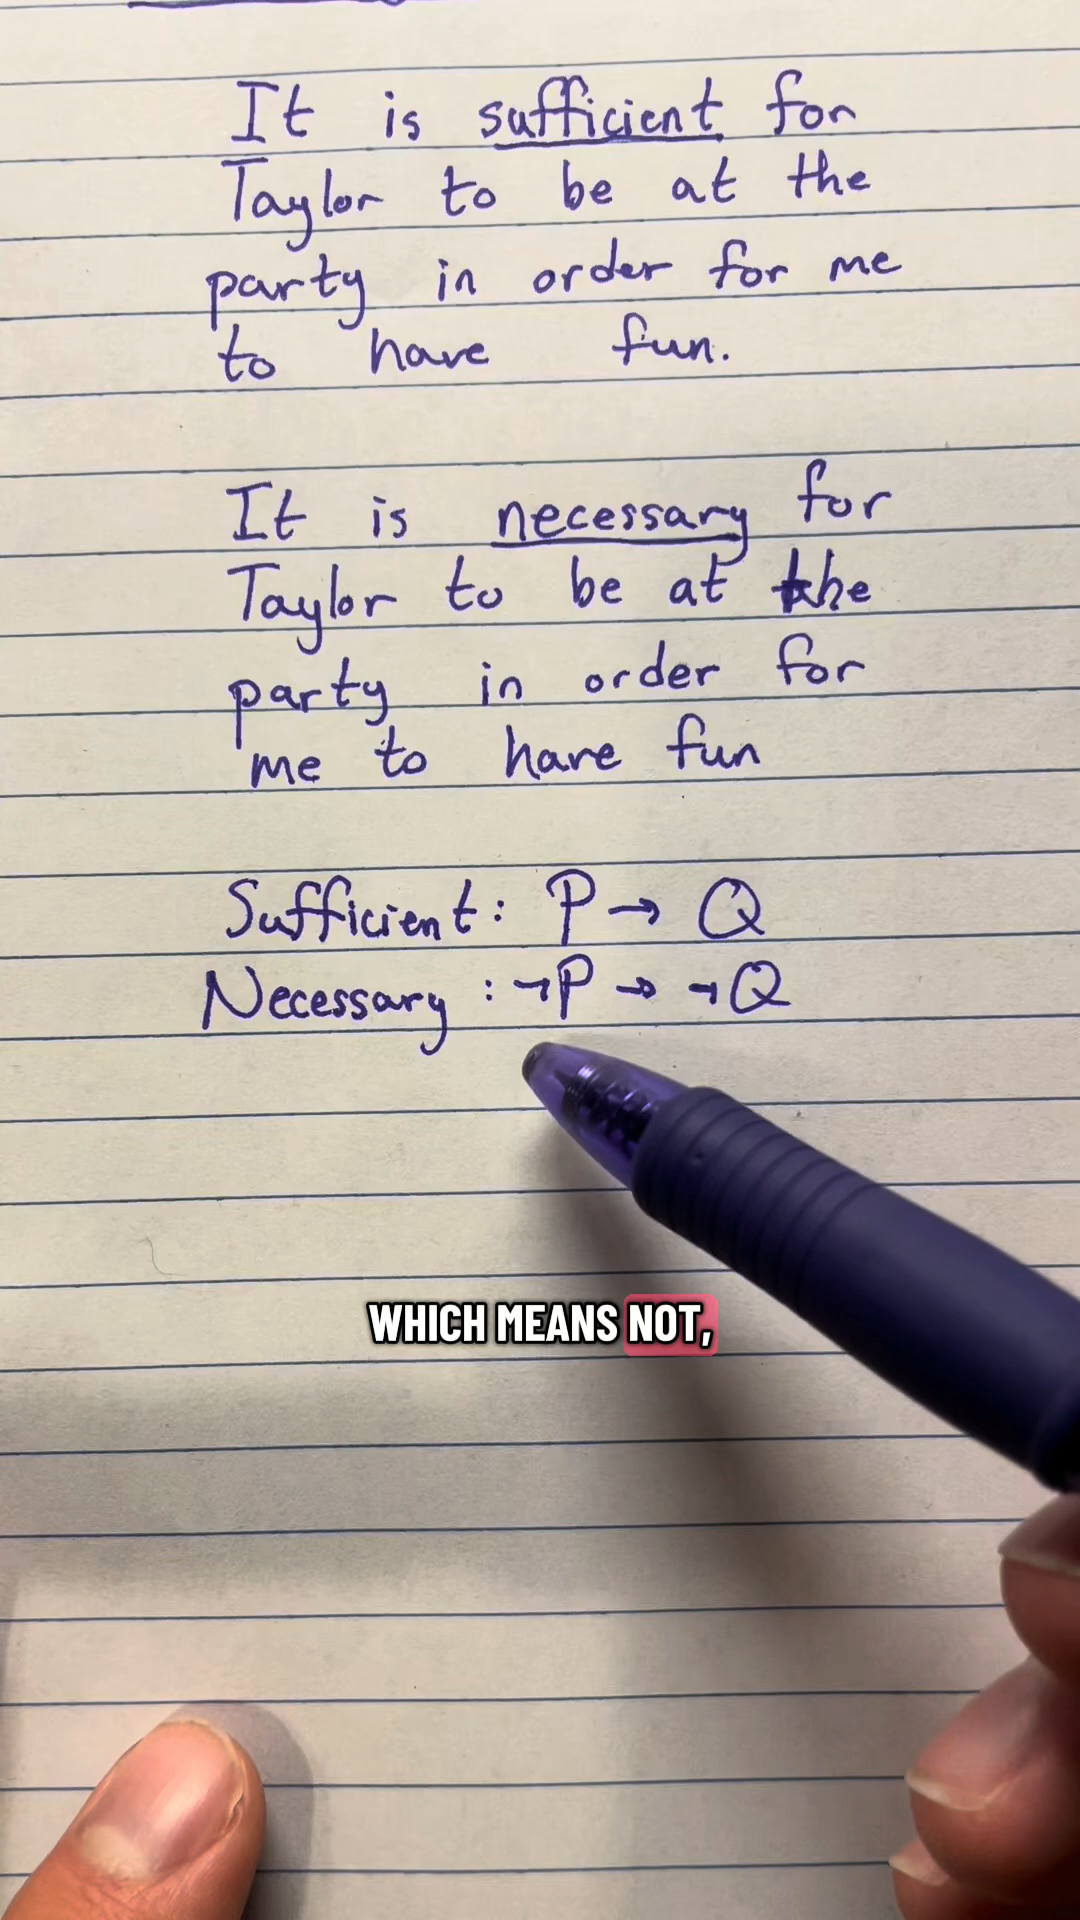 It is sufficient for
Taylor to be at the
party in order for me
to have fun.
It is necessary for
Taylor to be at the
party in order for
me to have fun
Sufficient: P → Q
Necessary: ¬P → ¬Q
WHICH MEANS NOT,